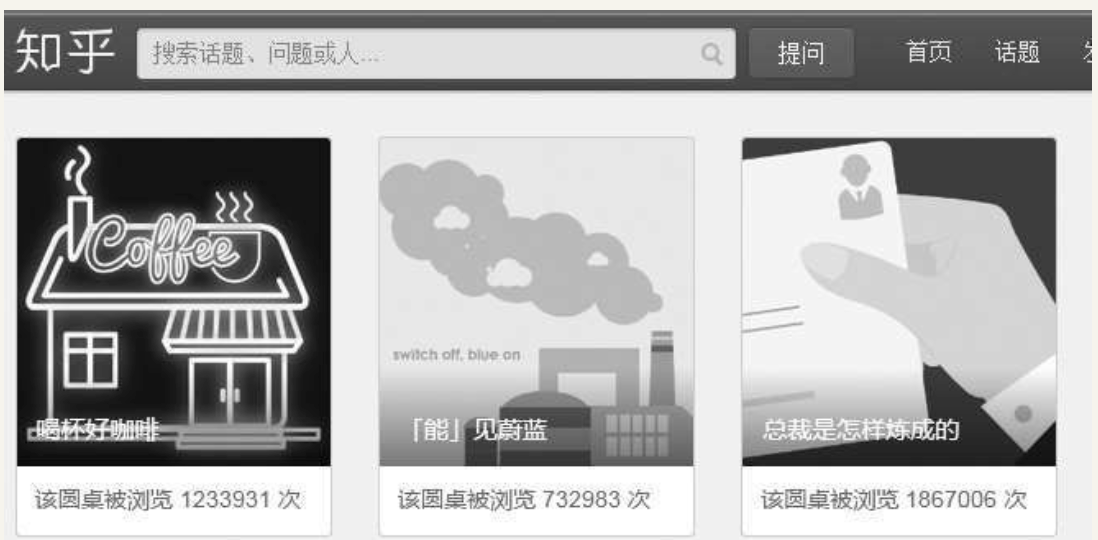 知乎
搜索话题、问题或人...
提问
首页
话题
Coffee
喝杯好咖啡
该圆桌被浏览 1233931 次
switch off, blue on
「能」见蔚蓝
该圆桌被浏览 732983 次
总裁是怎样炼成的
该圆桌被浏览 1867006 次